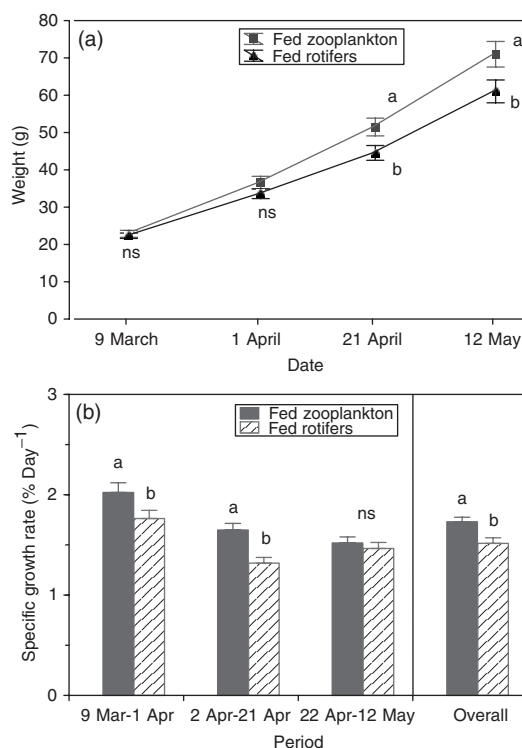 (a)
Fed zooplankton
Fed rotifers
Weight (g)
80
70
60
50
40
30
20
10
0
a
a
b
b
ns
ns
9 March 1 April 21 April 12 May
Date
(b)
Fed zooplankton
Fed rotifers
Specific growth rate (% Day⁻¹)
3
2
1
0
a b a b ns a b
9 Mar-1 Apr 2 Apr-21 Apr 22 Apr-12 May Overall
Period